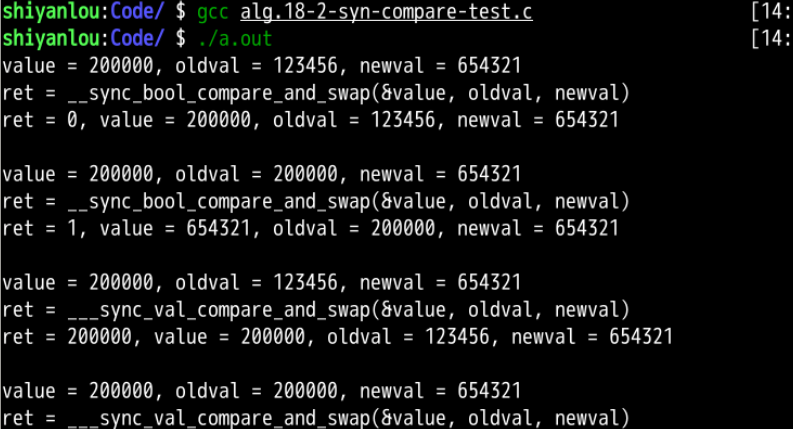 shiyanlou:Code/ $ gcc alg.18-2-syn-compare-test.c [14:
shiyanlou:Code/ $ ./a.out [14:
value = 200000, oldval = 123456, newval = 654321
ret = __sync_bool_compare_and_swap(&value, oldval, newval)
ret = 0, value = 200000, oldval = 123456, newval = 654321

value = 200000, oldval = 200000, newval = 654321
ret = __sync_bool_compare_and_swap(&value, oldval, newval)
ret = 1, value = 654321, oldval = 200000, newval = 654321

value = 200000, oldval = 123456, newval = 654321
ret = ___sync_val_compare_and_swap(&value, oldval, newval)
ret = 200000, value = 200000, oldval = 123456, newval = 654321

value = 200000, oldval = 200000, newval = 654321
ret = ___sync_val_compare_and_swap(&value, oldval, newval)